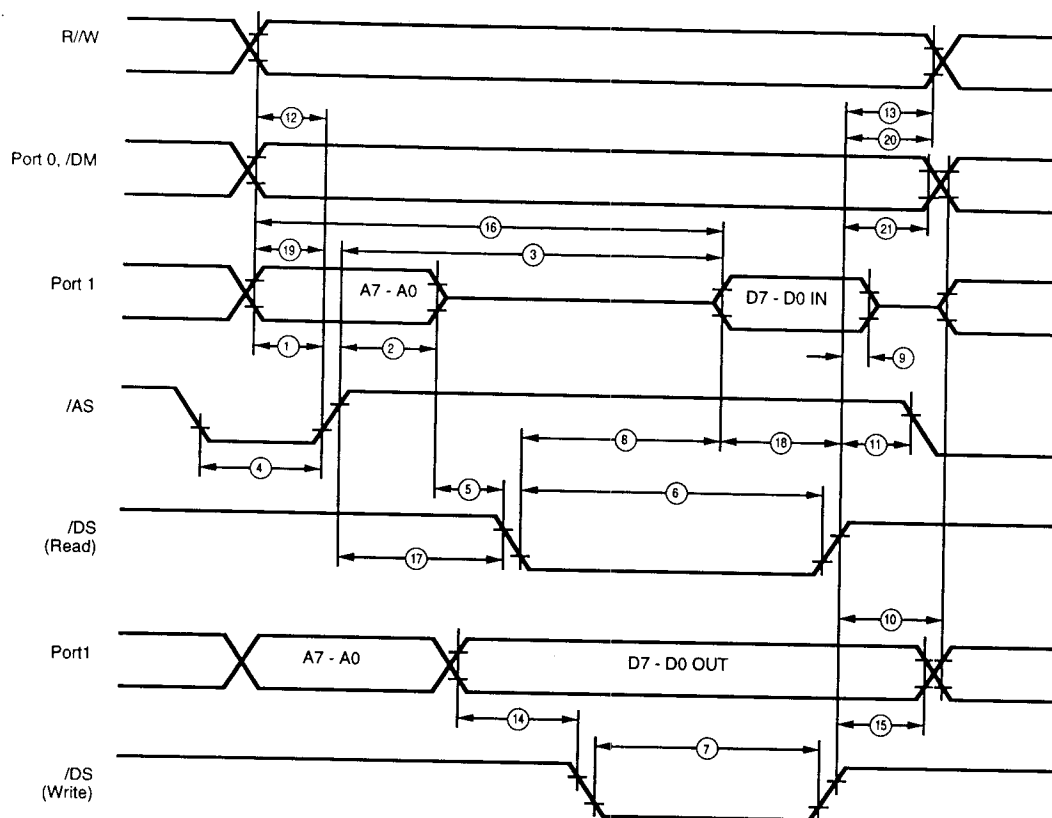 R//W
12
13
20
Port 0, /DM
16
21
19
3
Port 1
A7 - A0
D7 - D0 IN
1
2
9
/AS
8
18
11
4
5
6
/DS
(Read)
17
10
Port1
A7 - A0
D7 - D0 OUT
14
7
15
/DS
(Write)